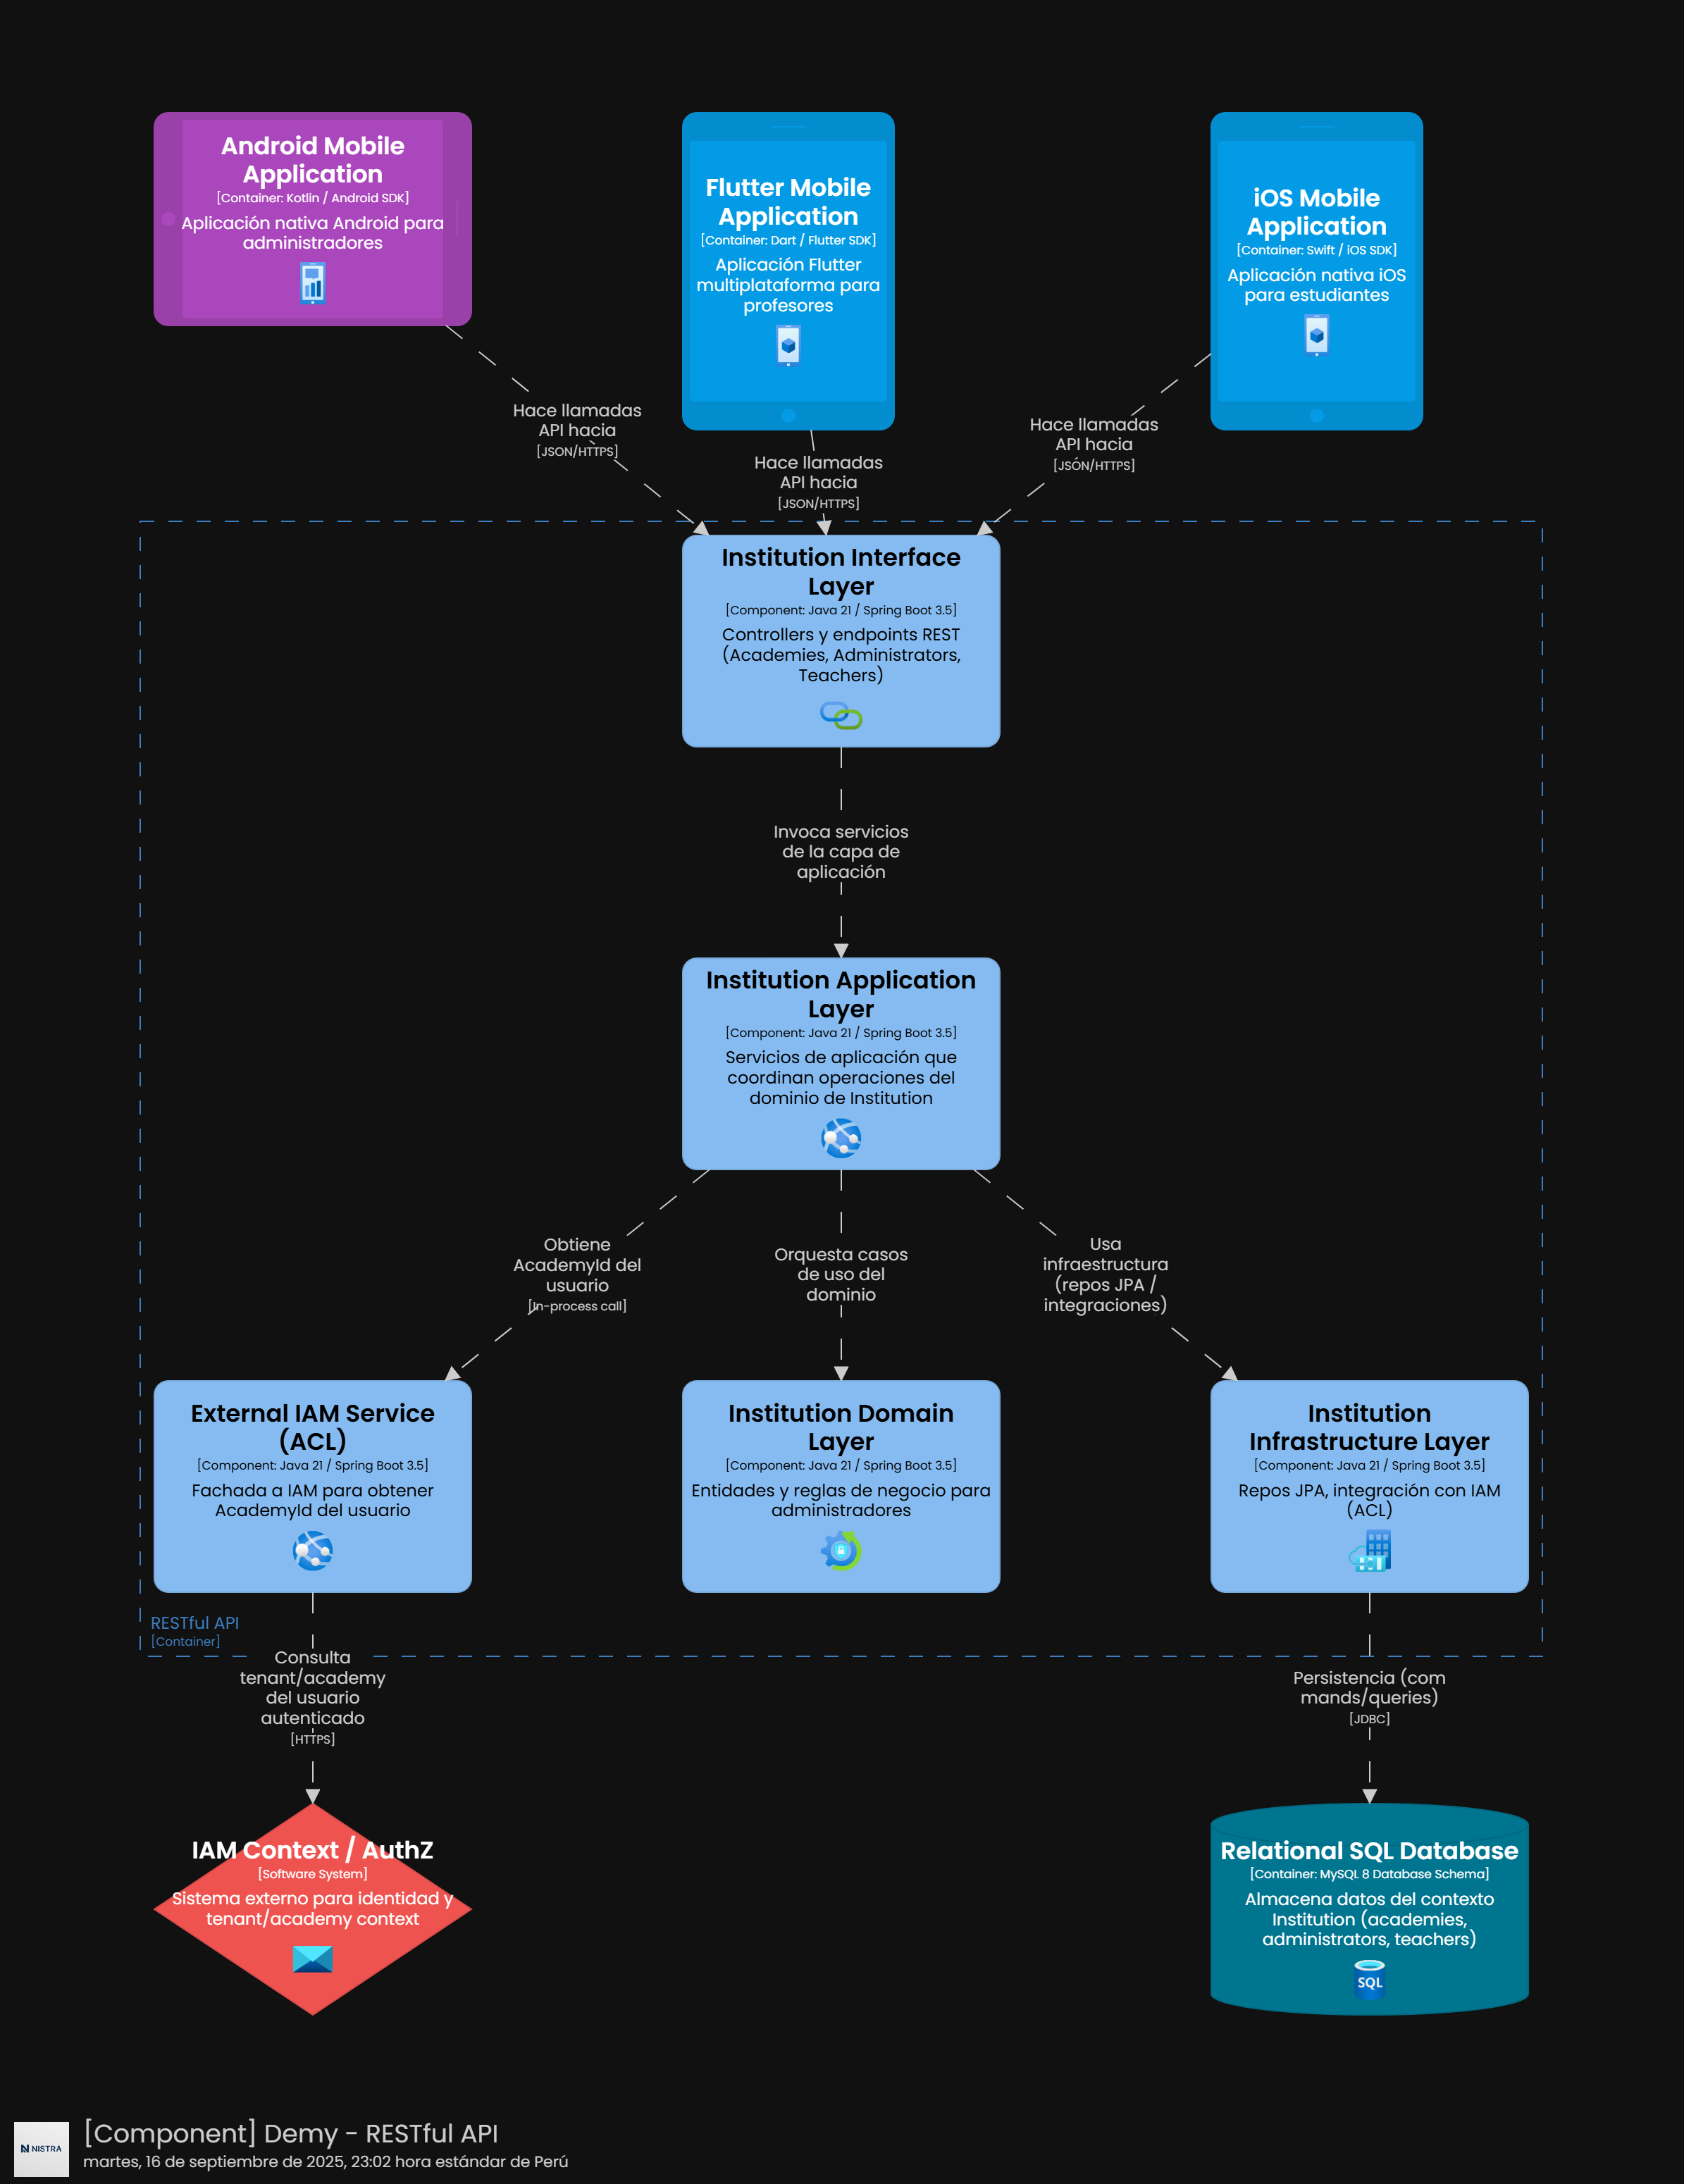 Android Mobile
Application
[Container: Kotlin / Android SDK]
Aplicación nativa Android para
administradores
Flutter Mobile
Application
[Container: Dart / Flutter SDK]
Aplicación Flutter
multiplataforma para
profesores
iOS Mobile
Application
[Container: Swift / iOS SDK]
Aplicación nativa iOS
para estudiantes
Hace llamadas
API hacia
[JSON/HTTPS]
Hace llamadas
API hacia
[JSON/HTTPS]
Hace llamadas
API hacia
[JSON/HTTPS]
Institution Interface
Layer
[Component: Java 21 / Spring Boot 3.5]
Controllers y endpoints REST
(Academies, Administrators,
Teachers)
Invoca servicios
de la capa de
aplicación
Institution Application
Layer
[Component: Java 21 / Spring Boot 3.5]
Servicios de aplicación que
coordinan operaciones del
dominio de Institution
Obtiene
AcademyId del
usuario
[In-process call]
Orquesta casos
de uso del
dominio
Usa
infraestructura
(repos JPA /
integraciones)
External IAM Service
(ACL)
[Component: Java 21 / Spring Boot 3.5]
Fachada a IAM para obtener
AcademyId del usuario
Institution Domain
Layer
[Component: Java 21 / Spring Boot 3.5]
Entidades y reglas de negocio para
administradores
Institution
Infrastructure Layer
[Component: Java 21 / Spring Boot 3.5]
Repos JPA, integración con IAM
(ACL)
RESTful API
[Container]
Consulta
tenant/academy
del usuario
autenticado
[HTTPS]
Persistencia (com
mands/queries)
[JDBC]
IAM Context / AuthZ
[Software System]
Sistema externo para identidad y
tenant/academy context
Relational SQL Database
[Container: MySQL 8 Database Schema]
Almacena datos del contexto
Institution (academies,
administrators, teachers)
SQL
NISTRA
[Component] Demy - RESTful API
martes, 16 de septiembre de 2025, 23:02 hora estándar de Perú